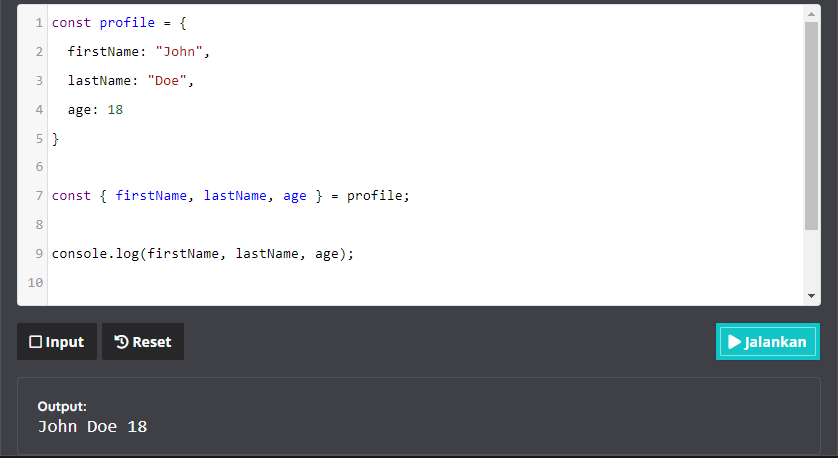 1 const profile = {
2   firstName: "John",
3   lastName: "Doe",
4   age: 18
5 }
6
7 const { firstName, lastName, age } = profile;
8
9 console.log(firstName, lastName, age);
10
Input Reset Jalankan
Output:
John Doe 18